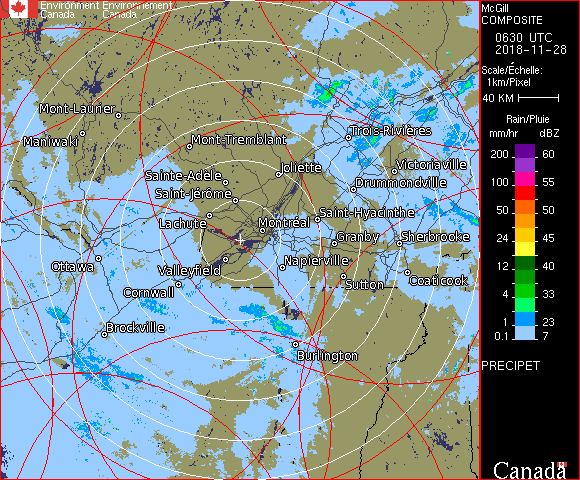 Environment Environnement
Canada Canada
McGill
COMPOSITE
0630 UTC
2018-11-28
Scale/Échelle:
1km/Pixel
40 KM
Rain/Pluie
mm/hr dBZ
200 60
100 55
50 50
24 45
12 40
4 33
1 23
0.1 7
PRECIPET
Canada
Mont-Laurier
Maniwaki
Mont-Tremblant
Trois-Rivières
Sainte-Adèle
Joliette
Victoriaville
Saint-Jérôme
Drummondville
Lachute
Montréal
Saint-Hyacinthe
Granby
Sherbrooke
Ottawa
Valleyfield
Napierville
Cornwall
Sutton
Coaticook
Brockville
Burlington